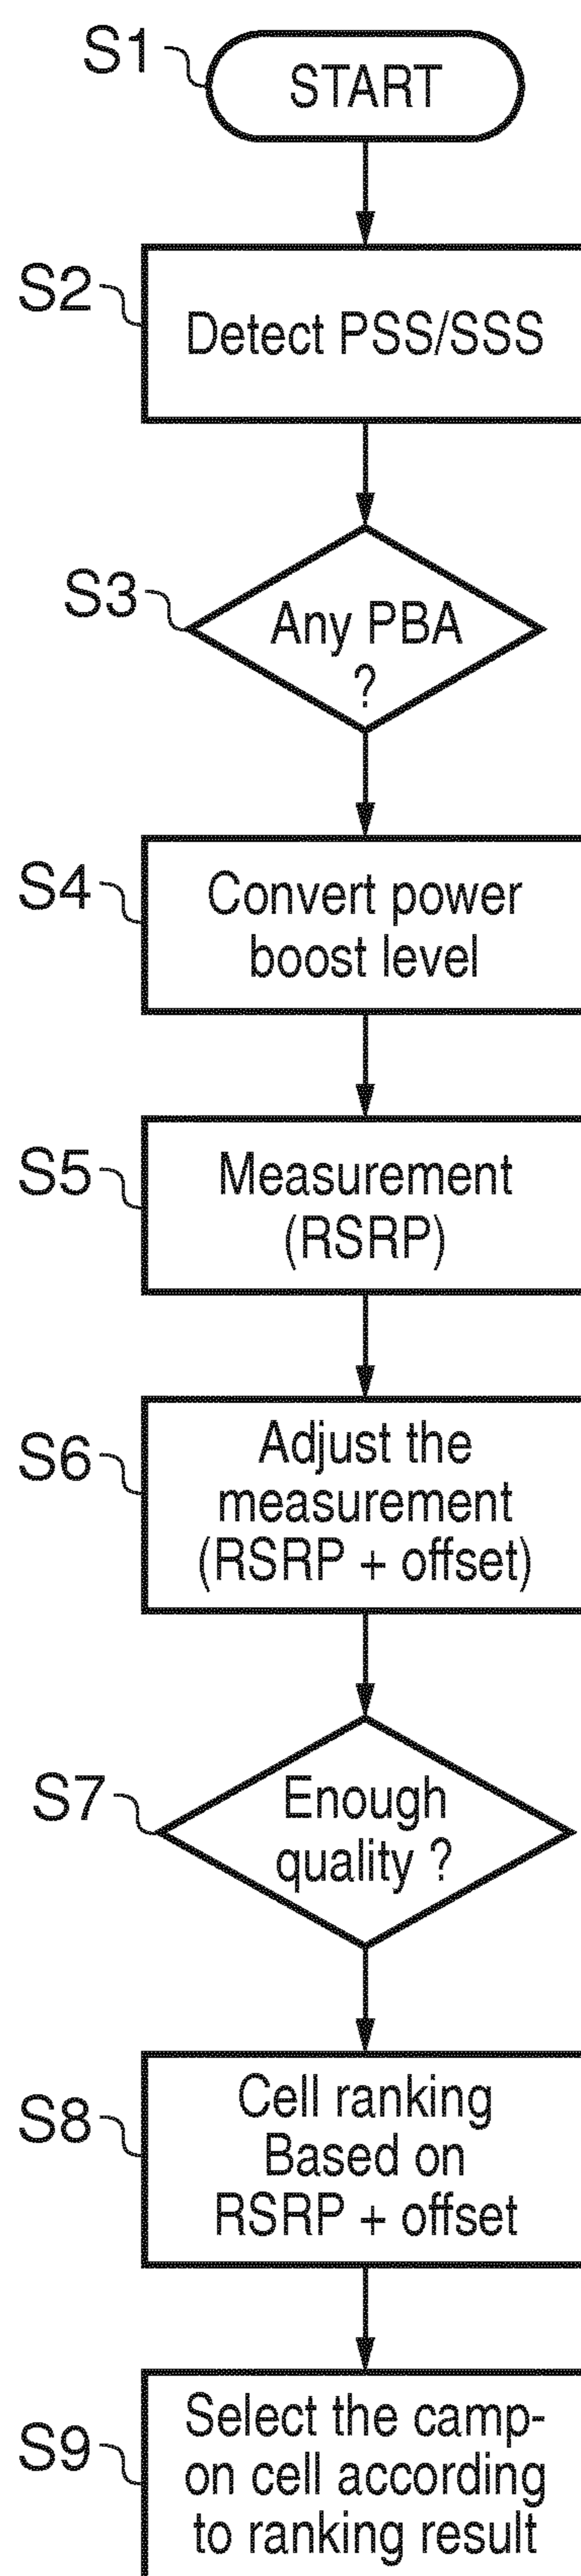 S1
START
S2
Detect PSS/SSS
S3
Any PBA
?
S4
Convert power
boost level
S5
Measurement
(RSRP)
S6
Adjust the
measurement
(RSRP + offset)
S7
Enough
quality ?
S8
Cell ranking
Based on
RSRP + offset
S9
Select the camp-
on cell according
to ranking result